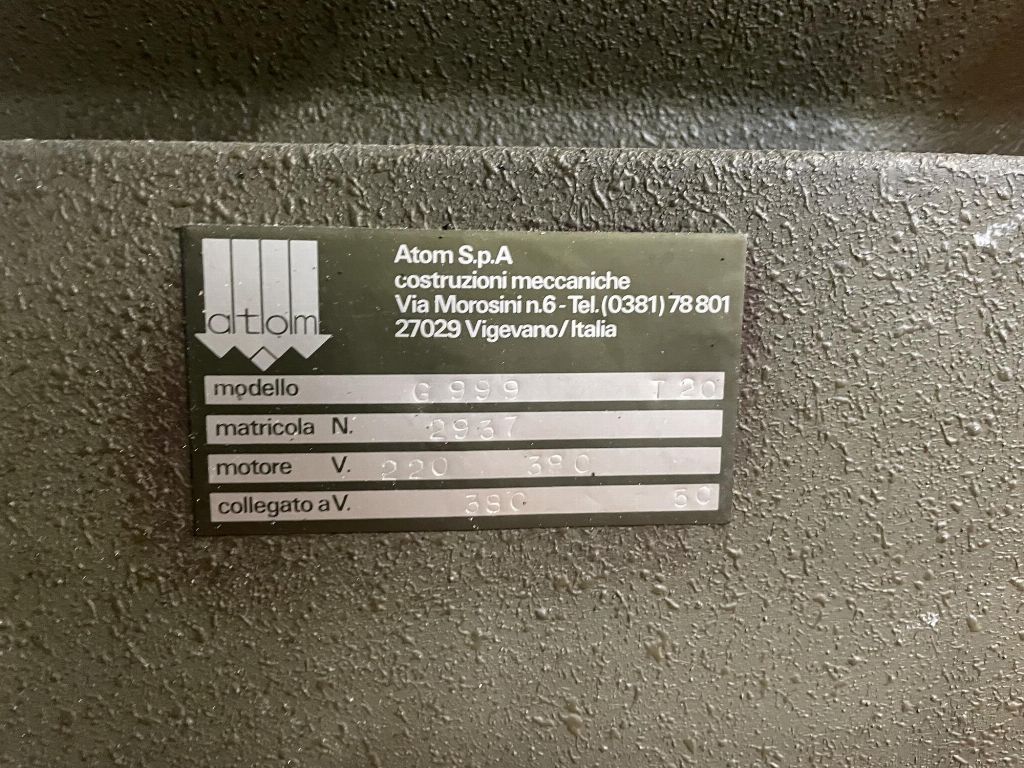 atom
Atom S.p.A
costruzioni meccaniche
Via Morosini n.6 - Tel. (0381) 78 801
27029 Vigevano/Italia
modello G 999 T 20
matricola N. 2937
motore V. 220 380
collegato a V. 380 50